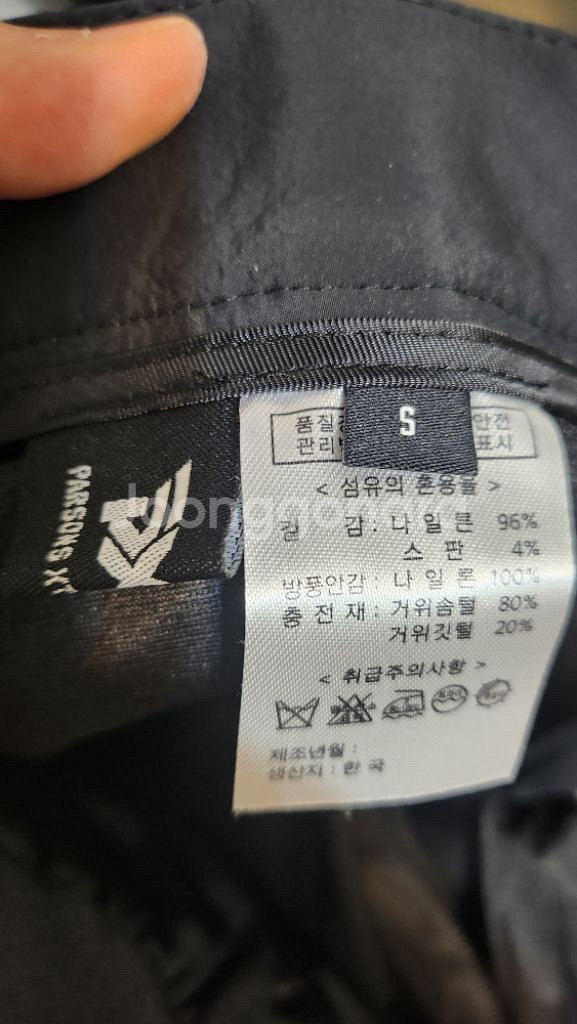 S
품질 안전
관리 표시
< 섬유의 혼용율 >
겉 감 : 나 일 론 96%
스 판 4%
방풍안감 : 나 일 론 100%
충 전 재 : 거위솜털 80%
거위깃털 20%
< 취급주의사항 >
제조년월 :
생산지 : 한 국
PARSONS XY